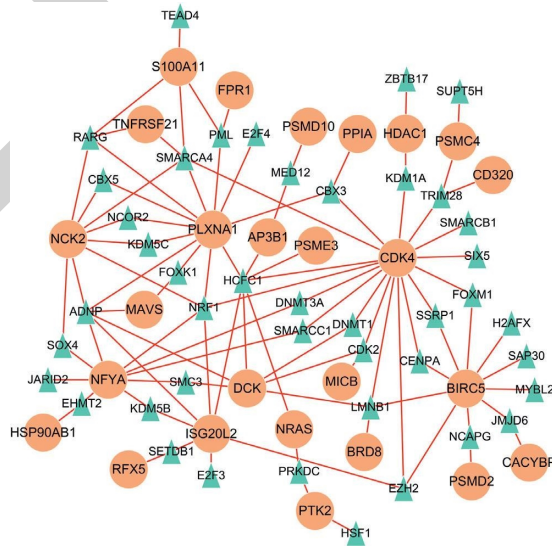 TEAD4
S100A11
FPR1
ZBTB17
SUPT5H
TNFRSF21
RARG
PML
E2F4
PSMD10
PPIA
HDAC1
PSMC4
SMARCA4
MED12
CD320
CBX5
CBX3
KDM1A
TRIM28
NCOR2
PLXNA1
SMARCB1
NCK2
KDM5C
AP3B1
PSME3
CDK4
SIX5
FOXK1
HCFC1
FOXM1
ADNP
MAVS
NRF1
DNMT3A
SSRP1
H2AFX
SMARCC1
DNMT1
SOX4
CDK2
CENPA
SAP30
JARID2
NFYA
SMC3
DCK
MICB
BIRC5
MYBL2
EHMT2
KDM5B
LMNB1
JMJD6
HSP90AB1
ISG20L2
NRAS
NCAPG
SETDB1
BRD8
CACYBP
RFX5
E2F3
PRKDC
EZH2
PSMD2
PTK2
HSF1